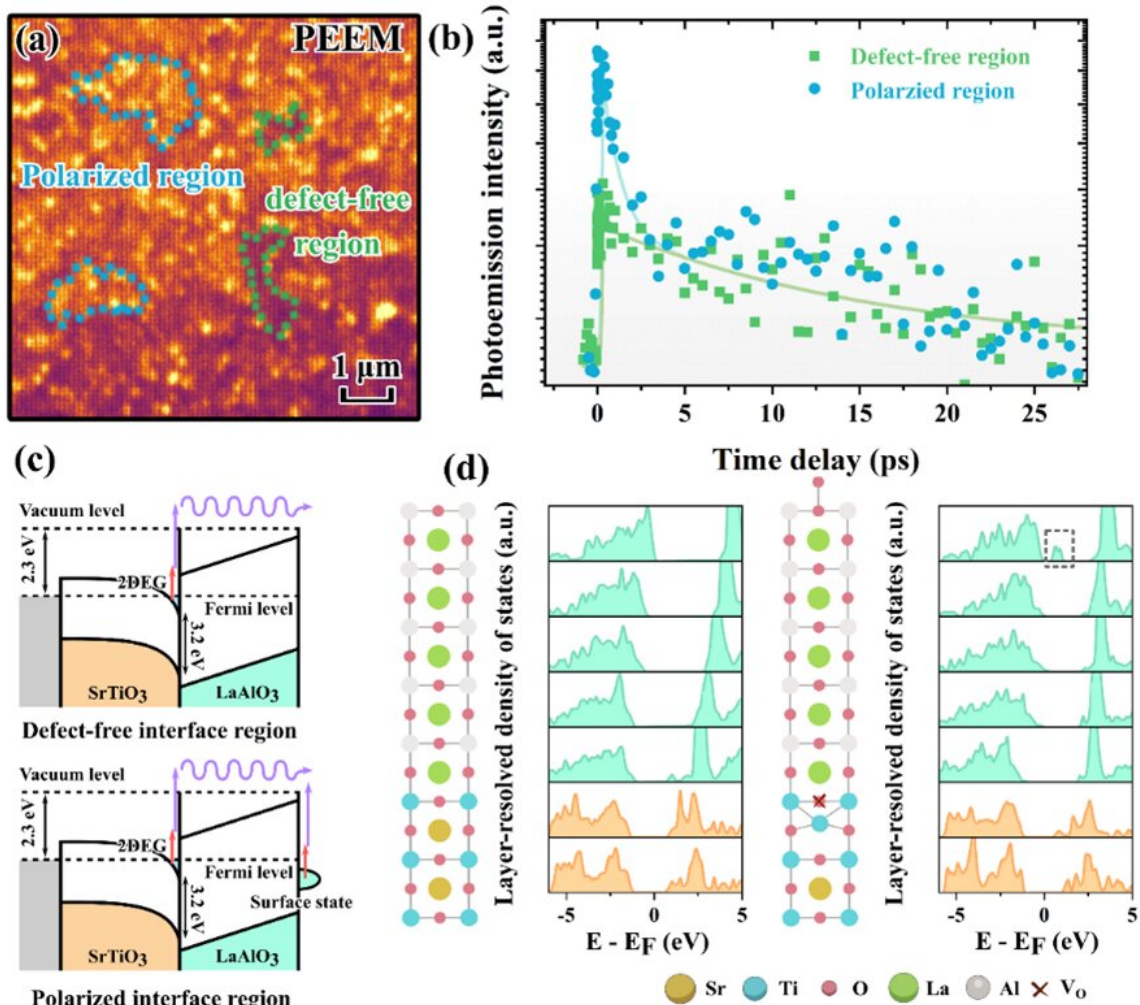 (a)
PEEM
Polarized region
defect-free
region
1 μm
(b)
Photoemission intensity (a.u.)
Defect-free region
Polarzied region
0 5 10 15 20 25
Time delay (ps)
(c)
Vacuum level
2.3 eV
2DEG
Fermi level
3.2 eV
SrTiO3
LaAlO3
Defect-free interface region
Vacuum level
2.3 eV
2DEG
Fermi level
Surface state
3.2 eV
SrTiO3
LaAlO3
Polarized interface region
(d)
Layer-resolved density of states (a.u.)
-5 0 5
E - EF (eV)
Layer-resolved density of states (a.u.)
-5 0 5
E - EF (eV)
Sr Ti O La Al VO